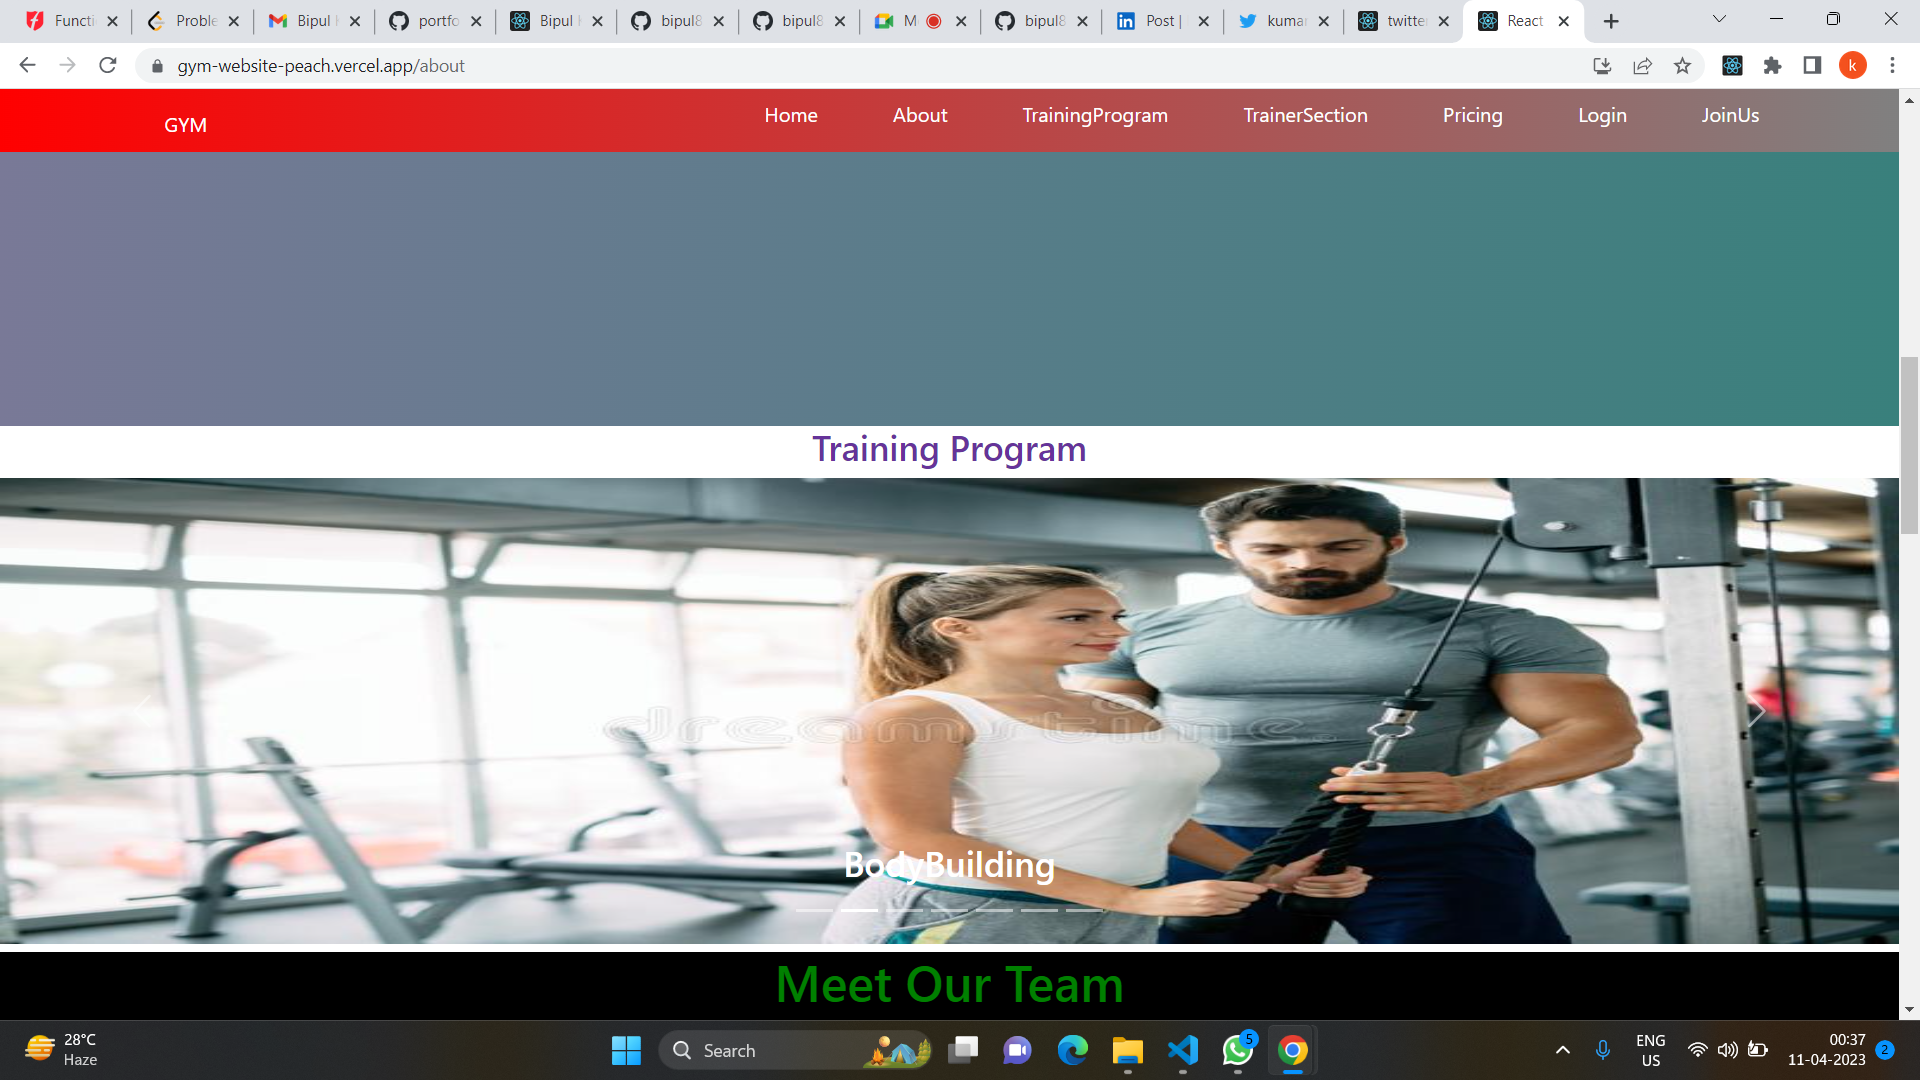 Functi
Proble
Bipul
portfo
Bipul
bipul8
bipul8
M
bipul8
Post |
kumar
twitte
React
gym-website-peach.vercel.app/about
k
GYM
Home
About
TrainingProgram
TrainerSection
Pricing
Login
JoinUs
Training Program
dreamstime
BodyBuilding
Meet Our Team
28°C
Haze
Search
5
ENG
US
00:37
11-04-2023
2